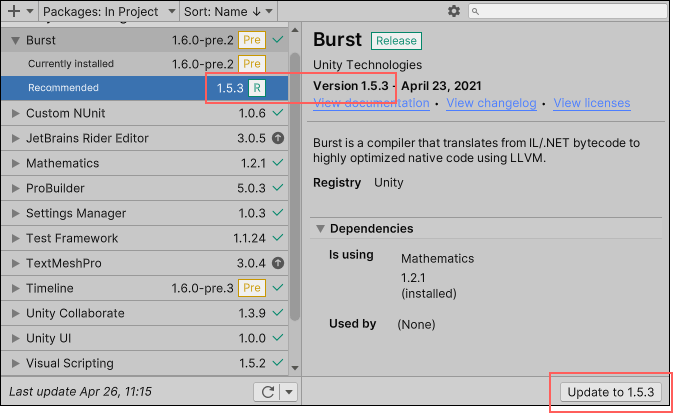 Packages: In Project
Sort: Name ↓
Burst 1.6.0-pre.2 Pre
Currently installed 1.6.0-pre.2 Pre
Recommended 1.5.3 R
Custom NUnit 1.0.6
JetBrains Rider Editor 3.0.5
Mathematics 1.2.1
ProBuilder 5.0.3
Settings Manager 1.0.3
Test Framework 1.1.24
TextMeshPro 3.0.4
Timeline 1.6.0-pre.3 Pre
Unity Collaborate 1.3.9
Unity UI 1.0.0
Visual Scripting 1.5.2
Last update Apr 26, 11:15
Burst Release
Unity Technologies
Version 1.5.3 - April 23, 2021
View documentation • View changelog • View licenses
Burst is a compiler that translates from IL/.NET bytecode to
highly optimized native code using LLVM.
Registry Unity
Dependencies
Is using Mathematics
1.2.1
(installed)
Used by (None)
Update to 1.5.3